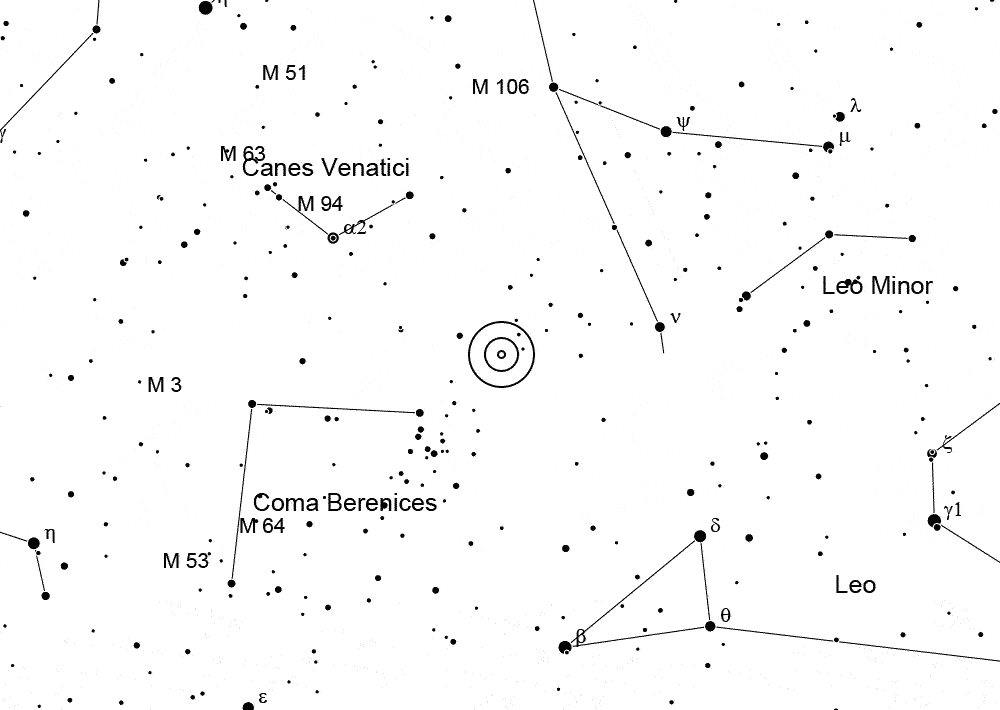 η
M 51
M 106
λ
ψ
μ
γ
M 63
Canes Venatici
M 94
α2
Leo Minor
ν
M 3
ζ
Coma Berenices
γ1
M 64
δ
η
M 53
Leo
θ
β
ε